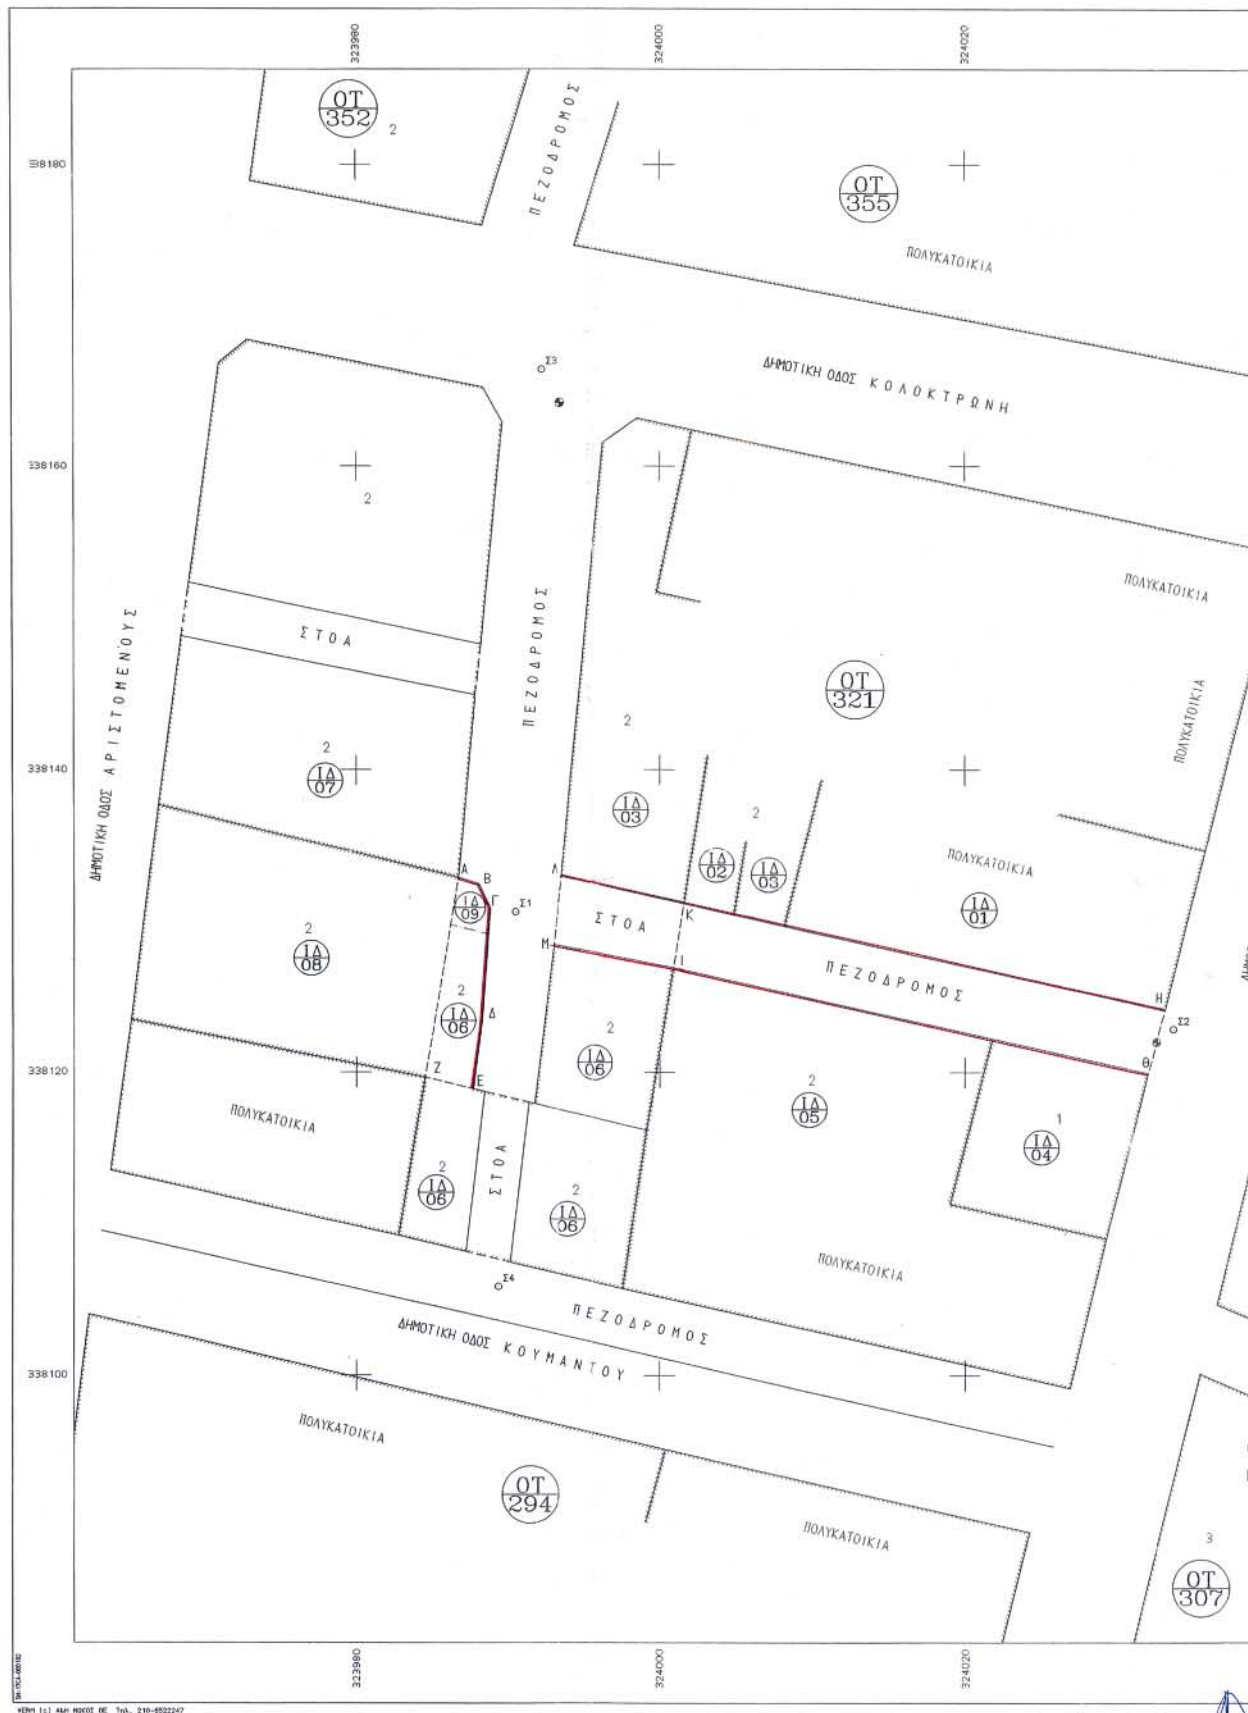 323980
324000
324020
ΟΤ
352
2
ΠΕΖΟΔΡΟΜΟΣ
338180
ΟΤ
355
ΠΟΛΥΚΑΤΟΙΚΙΑ
Σ3
ΔΗΜΟΤΙΚΗ ΟΔΟΣ ΚΟΛΟΚΤΡΩΝΗ
338160
2
ΠΟΛΥΚΑΤΟΙΚΙΑ
ΣΤΟΑ
ΠΕΖΟΔΡΟΜΟΣ
ΔΗΜΟΤΙΚΗ ΟΔΟΣ ΑΡΙΣΤΟΜΕΝΟΥΣ
ΟΤ
321
ΠΟΛΥΚΑΤΟΙΚΙΑ
2
2
ΙΔ
07
338140
ΙΔ
03
2
ΙΔ
02
ΙΔ
03
ΠΟΛΥΚΑΤΟΙΚΙΑ
ΙΔ
01
Α
Β
Γ
Λ
Κ
ΙΔ
09
Σ1
ΣΤΟΑ
2
ΙΔ
08
Μ
Ι
ΠΕΖΟΔΡΟΜΟΣ
Η
Σ2
2
ΙΔ
06
Δ
2
ΙΔ
06
Θ
338120
Ζ
Ε
2
ΙΔ
05
1
ΙΔ
04
ΠΟΛΥΚΑΤΟΙΚΙΑ
2
ΙΔ
06
ΣΤΟΑ
2
ΙΔ
06
ΠΟΛΥΚΑΤΟΙΚΙΑ
Σ4
ΠΕΖΟΔΡΟΜΟΣ
ΔΗΜΟΤΙΚΗ ΟΔΟΣ ΚΟΥΜΑΝΤΟΥ
338100
ΠΟΛΥΚΑΤΟΙΚΙΑ
ΟΤ
294
ΠΟΛΥΚΑΤΟΙΚΙΑ
3
ΟΤ
307
323980
324000
324020